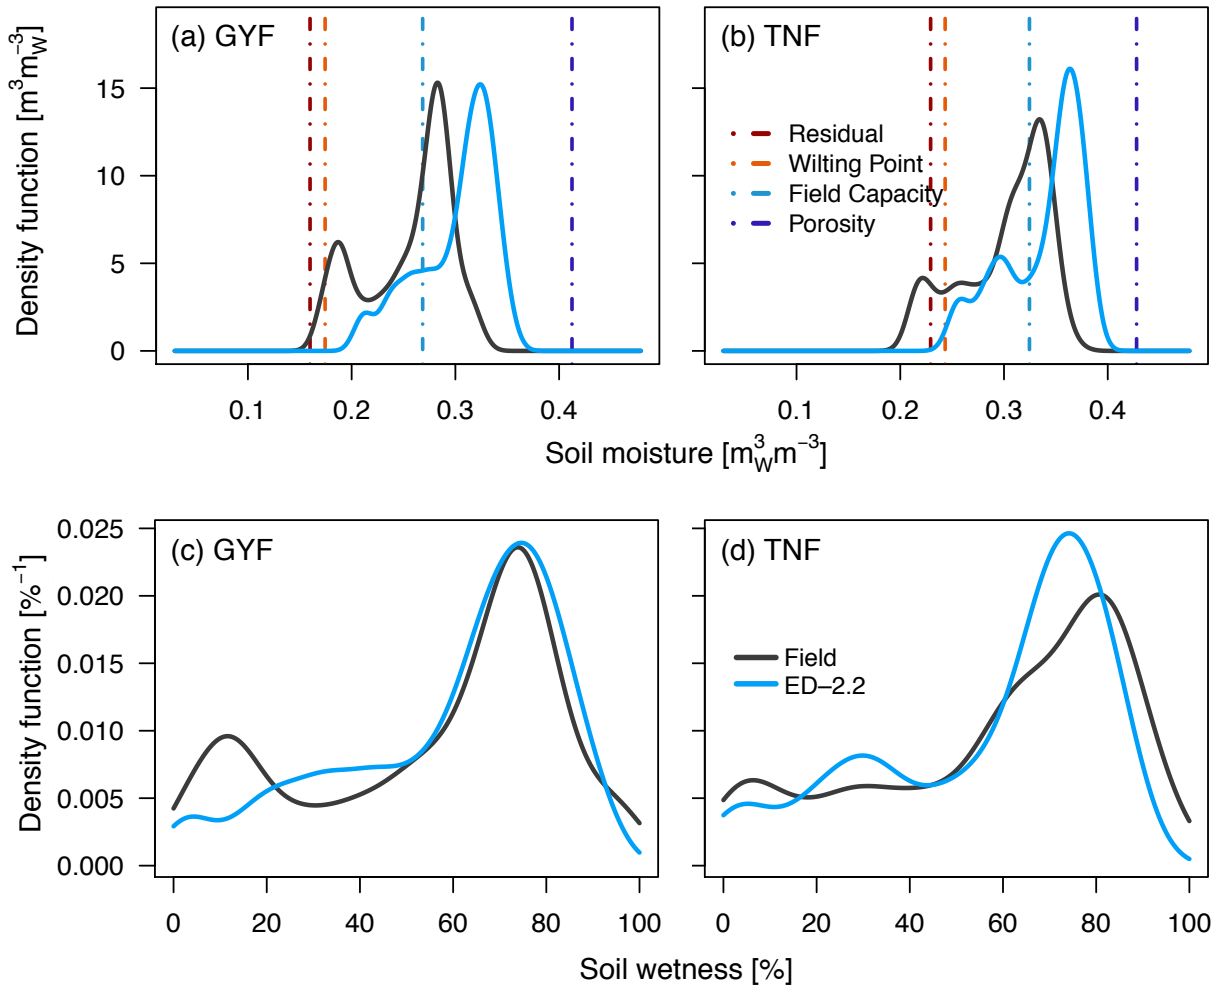 (a) GYF
(b) TNF
Density function [m³m_W⁻³]
15
10
5
0
Residual
Wilting Point
Field Capacity
Porosity
0.1 0.2 0.3 0.4
0.1 0.2 0.3 0.4
Soil moisture [m³_W m⁻³]
(c) GYF
(d) TNF
Density function [%⁻¹]
0.025
0.020
0.015
0.010
0.005
0.000
Field
ED–2.2
0 20 40 60 80 100
0 20 40 60 80 100
Soil wetness [%]